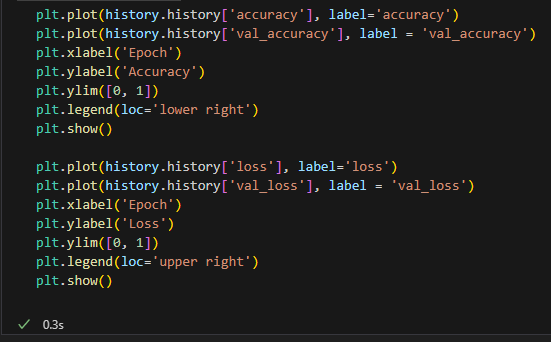 plt.plot(history.history['accuracy'], label='accuracy')
plt.plot(history.history['val_accuracy'], label = 'val_accuracy')
plt.xlabel('Epoch')
plt.ylabel('Accuracy')
plt.ylim([0, 1])
plt.legend(loc='lower right')
plt.show()

plt.plot(history.history['loss'], label='loss')
plt.plot(history.history['val_loss'], label = 'val_loss')
plt.xlabel('Epoch')
plt.ylabel('Loss')
plt.ylim([0, 1])
plt.legend(loc='upper right')
plt.show()
0.3s